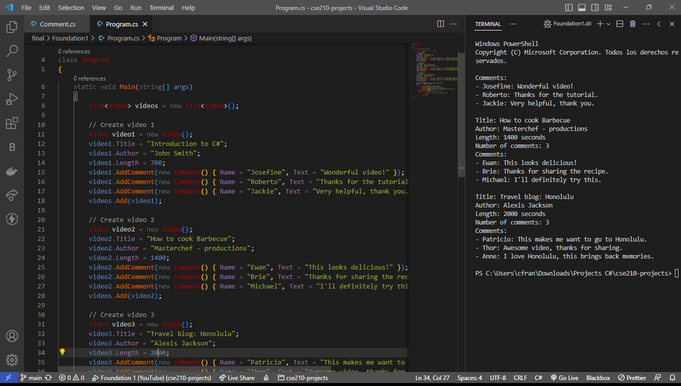 File Edit Selection View Go Run Terminal Help
Program.cs - cse210-projects - Visual Studio Code
Comment.cs
Program.cs
final > Foundation1 > Program.cs > Program > Main(string[] args)
0 references
4 class Program
5 {
0 references
6 static void Main(string[] args)
7 {
8 List<Video> videos = new List<Video>();
9
10 // Create video 1
11 Video video1 = new Video();
12 video1.Title = "Introduction to C#";
13 video1.Author = "John Smith";
14 video1.Length = 700;
15 video1.AddComment(new Comment() { Name = "Josefine", Text = "Wonderful video!" });
16 video1.AddComment(new Comment() { Name = "Roberto", Text = "Thanks for the tutorial
17 video1.AddComment(new Comment() { Name = "Jackie", Text = "Very helpful, thank you.
18 videos.Add(video1);
19
20 // Create video 2
21 Video video2 = new Video();
22 video2.Title = "How to cook Barbecue";
23 video2.Author = "Masterchef - productions";
24 video2.Length = 1400;
25 video2.AddComment(new Comment() { Name = "Ewan", Text = "This looks delicious!" });
26 video2.AddComment(new Comment() { Name = "Brie", Text = "Thanks for sharing the rec
27 video2.AddComment(new Comment() { Name = "Michael", Text = "I'll definitely try thi
28 videos.Add(video2);
29
30 // Create video 3
31 Video video3 = new Video();
32 video3.Title = "Travel blog: Honolulu";
33 video3.Author = "Alexis Jackson";
34 video3.Length = 2000;
35 video3.AddComment(new Comment() { Name = "Patricio", Text = "This makes me want to
TERMINAL
Foundation1.dll
Windows PowerShell
Copyright (C) Microsoft Corporation. Todos los derechos re
servados.
Comments:
- Josefine: Wonderful video!
- Roberto: Thanks for the tutorial.
- Jackie: Very helpful, thank you.
Title: How to cook Barbecue
Author: Masterchef - productions
Length: 1400 seconds
Number of comments: 3
Comments:
- Ewan: This looks delicious!
- Brie: Thanks for sharing the recipe.
- Michael: I'll definitely try this.
Title: Travel blog: Honolulu
Author: Alexis Jackson
Length: 2000 seconds
Number of comments: 3
Comments:
- Patricio: This makes me want to go to Honolulu.
- Thor: Awesome video, thanks for sharing.
- Anne: I love Honolulu, this brings back memories.
PS C:\Users\cfran\Downloads\Projects C#\cse210-projects>
main
0 0
Foundation 1 (YouTube) (cse210-projects)
Live Share
cse210-projects
Ln 34, Col 27 Spaces: 4 UTF-8 CRLF C# Go Live Blackbox Prettier